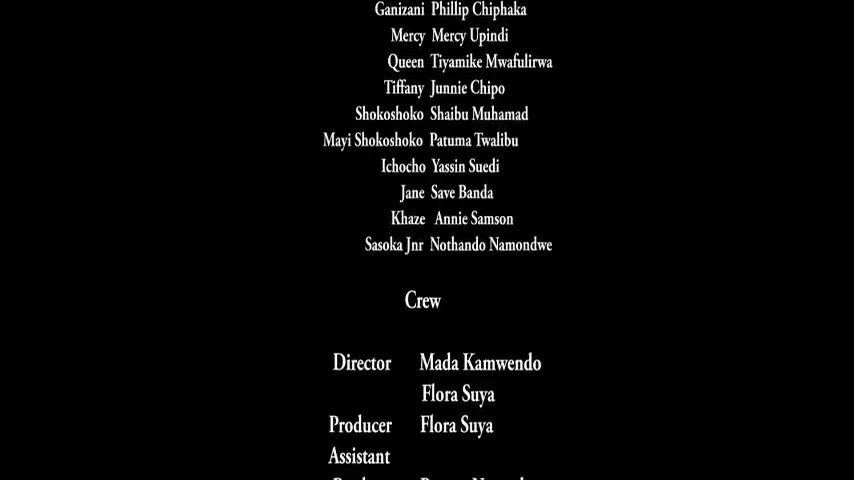 Ganizani Phillip Chiphaka
Mercy Mercy Upindi
Queen Tiyamike Mwafulirwa
Tiffany Junnie Chipo
Shokoshoko Shaibu Muhamad
Mayi Shokoshoko Patuma Twalibu
Ichocho Yassin Suedi
Jane Save Banda
Khaze Annie Samson
Sasoka Jnr Nothando Namondwe
Crew
Director Mada Kamwendo
Flora Suya
Producer Flora Suya
Assistant